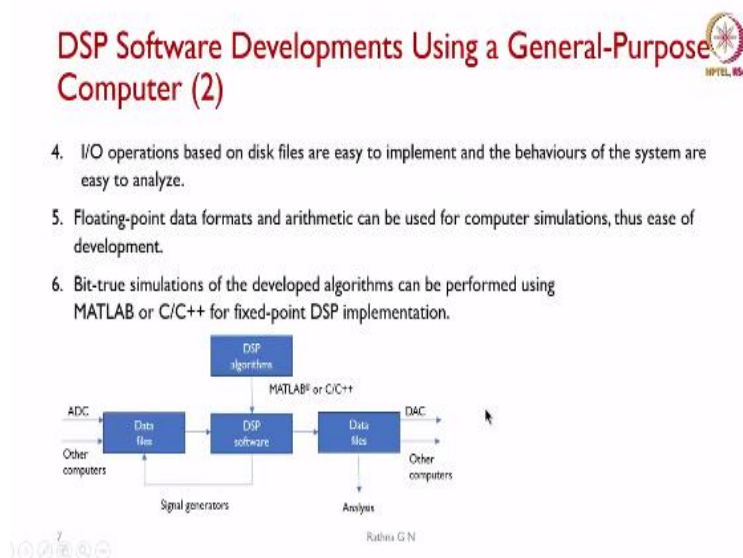 DSP Software Developments Using a General-Purpose
Computer (2)
NPTEL, RS
4. I/O operations based on disk files are easy to implement and the behaviours of the system are
easy to analyze.
5. Floating-point data formats and arithmetic can be used for computer simulations, thus ease of
development.
6. Bit-true simulations of the developed algorithms can be performed using
MATLAB or C/C++ for fixed-point DSP implementation.
DSP
algorithms
MATLAB® or C/C++
ADC
Data
files
DSP
software
Data
files
DAC
Other
computers
Other
computers
Signal generators
Analysis
7
Rathna G N